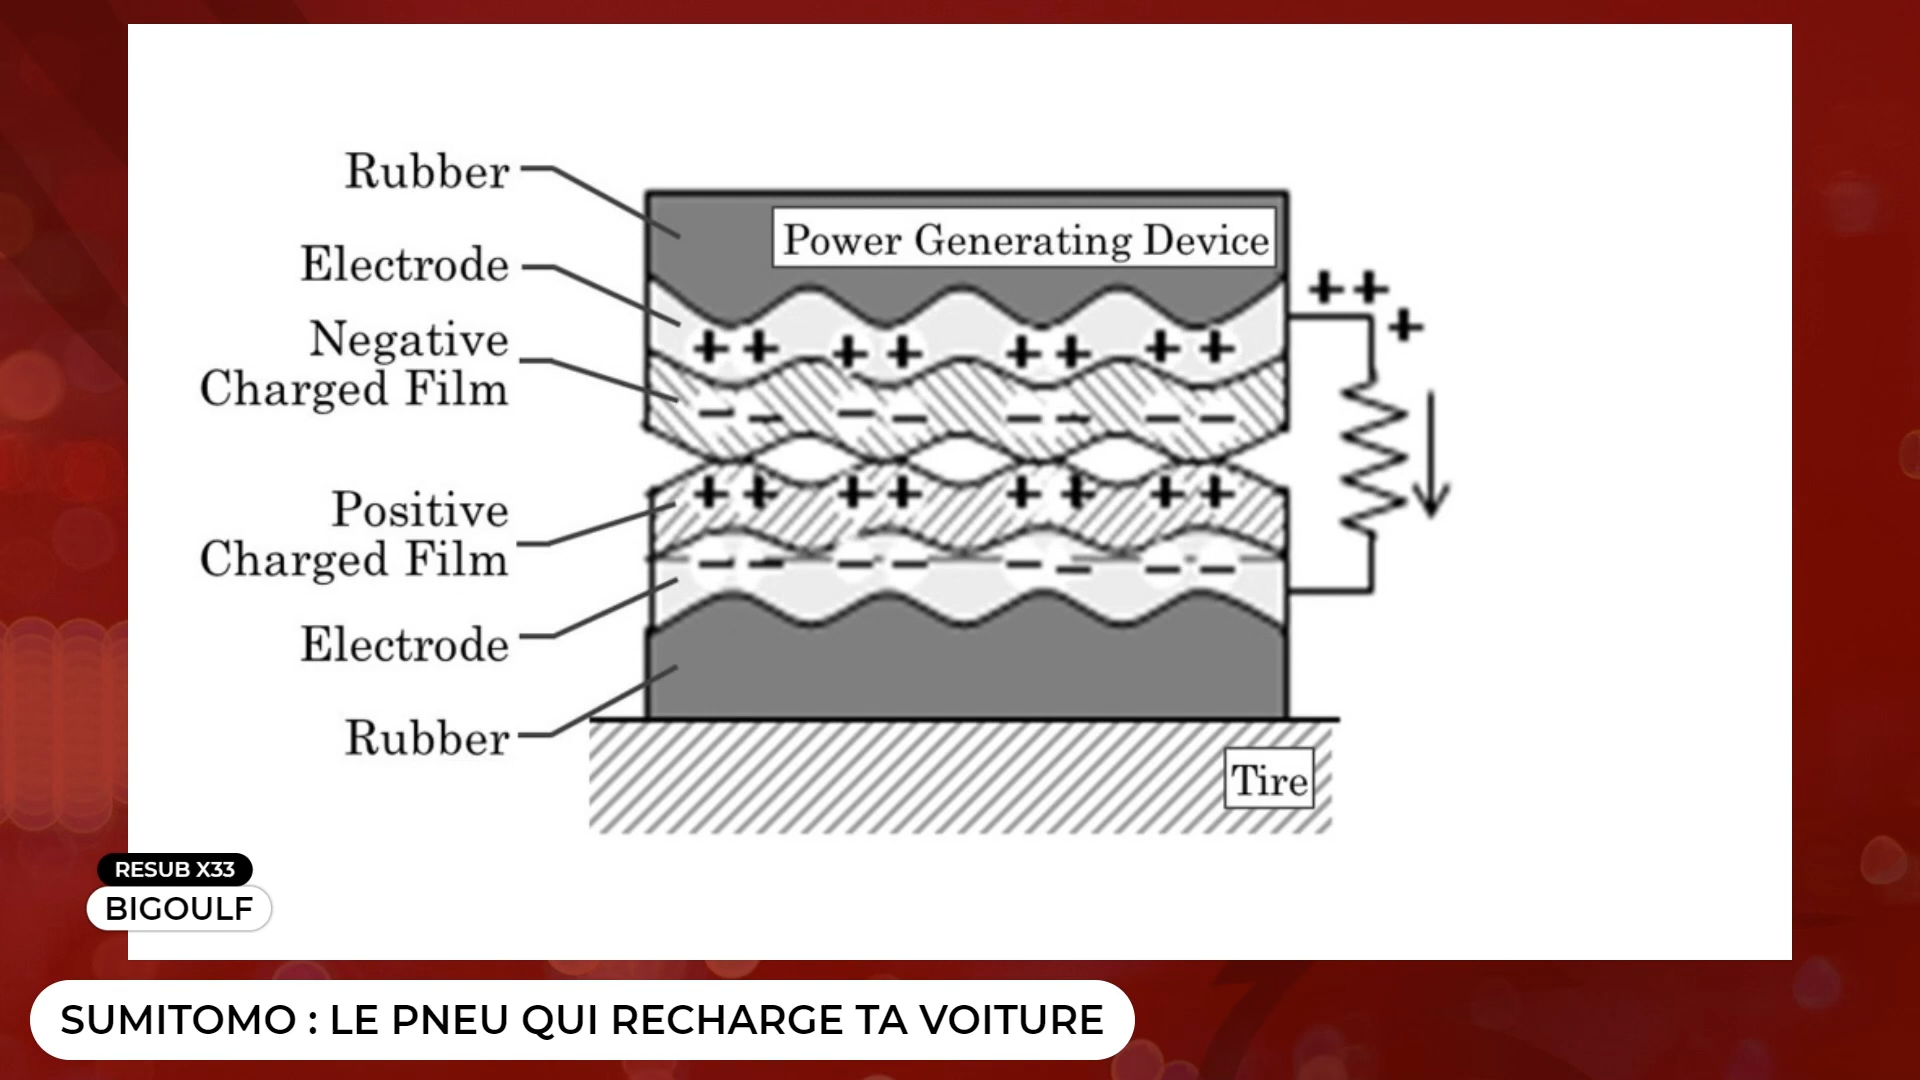 Rubber
Power Generating Device
Electrode
Negative
Charged Film
Positive
Charged Film
Electrode
Rubber
Tire
RESUB X33
BIGOULF
SUMITOMO : LE PNEU QUI RECHARGE TA VOITURE